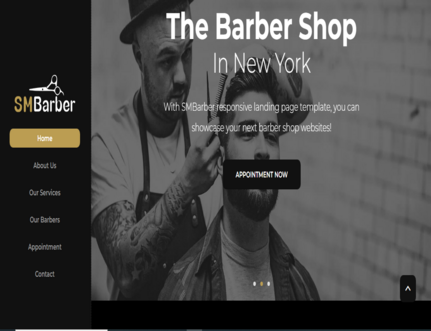 SMBarber
Home
About Us
Our Services
Our Barbers
Appointment
Contact
The Barber Shop
In New York
With SMBarber responsive landing page template, you can
showcase your next barber shop websites!
APPOINTMENT NOW